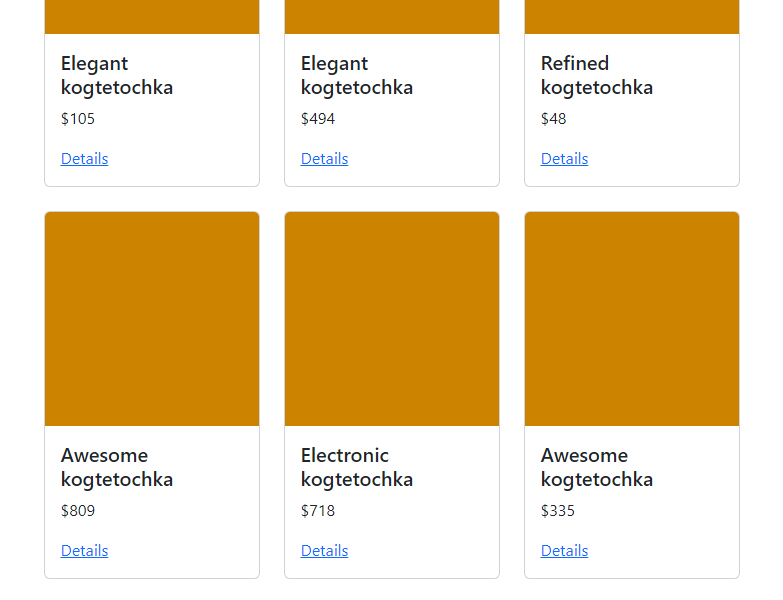 Elegant
kogtetochka
$105
Details
Elegant
kogtetochka
$494
Details
Refined
kogtetochka
$48
Details
Awesome
kogtetochka
$809
Details
Electronic
kogtetochka
$718
Details
Awesome
kogtetochka
$335
Details